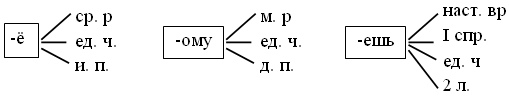 -ё
ср. р
ед. ч.
и. п.
-ому
м. р
ед. ч.
д. п.
-ешь
наст. вр
I спр.
ед. ч
2 л.